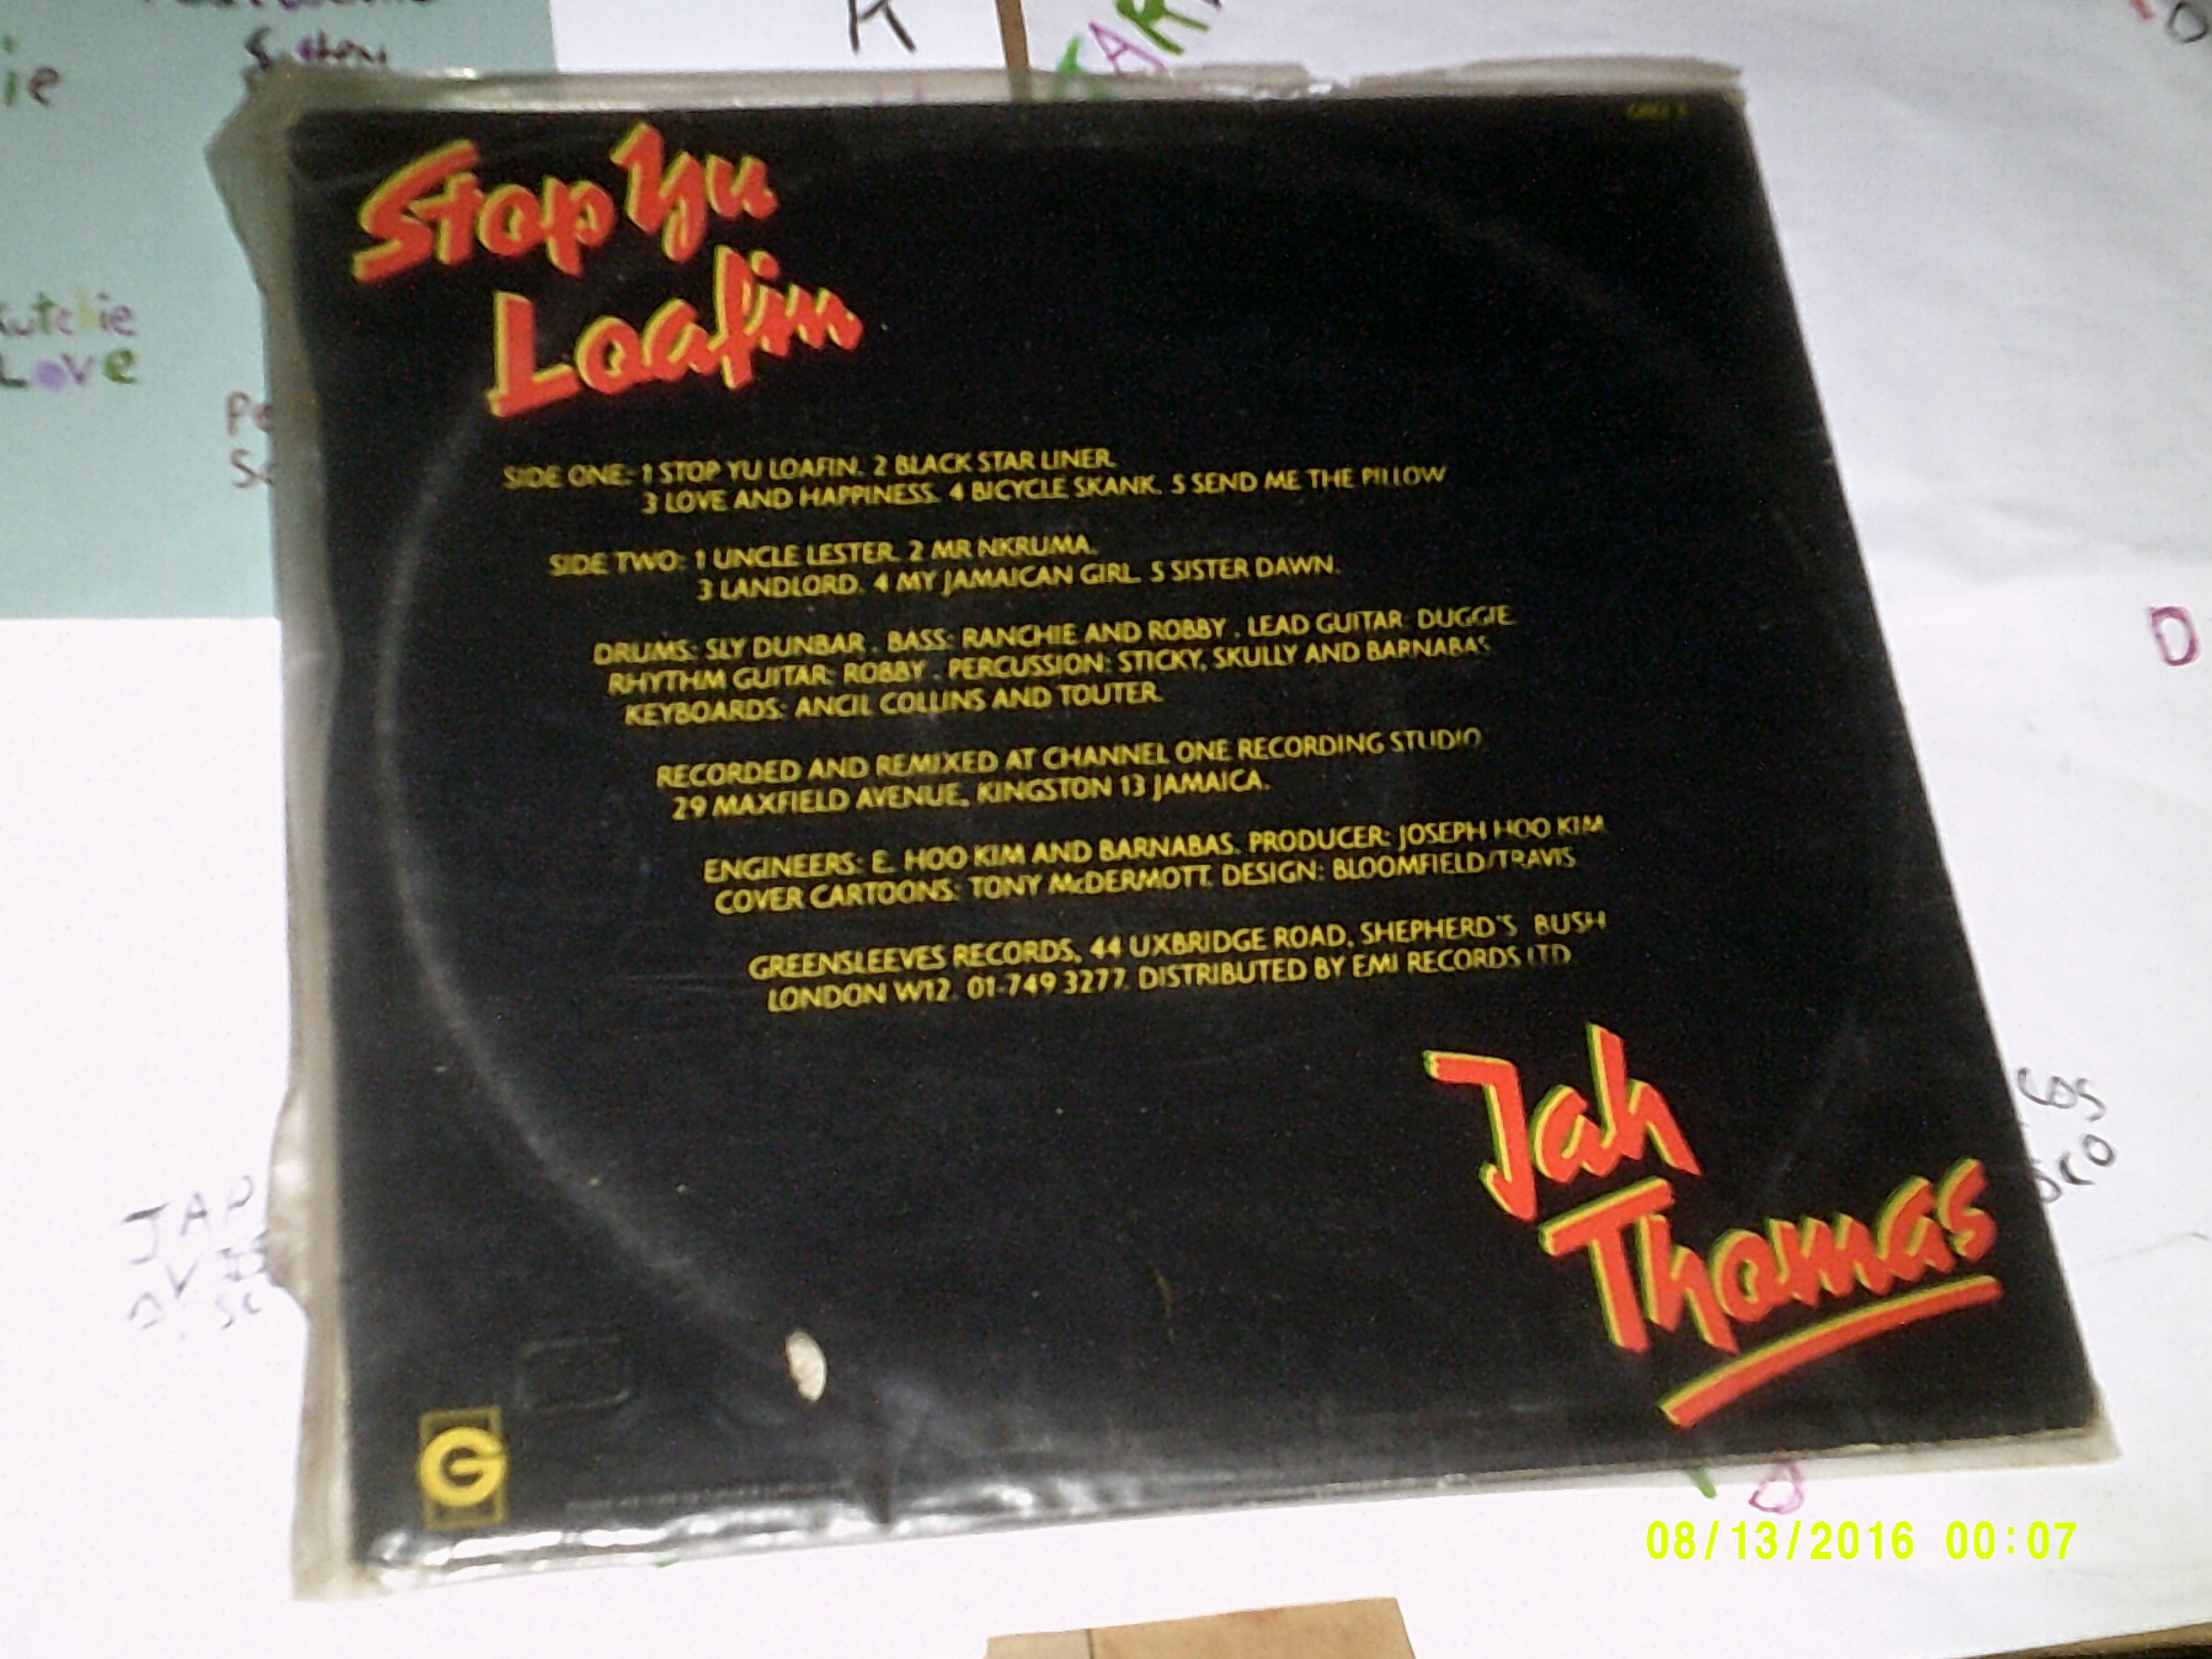 ie
Kutchie
Love
Stop Yu
Loafin
SIDE ONE: 1 STOP YU LOAFIN. 2 BLACK STAR LINER.
3 LOVE AND HAPPINESS. 4 BICYCLE SKANK. 5 SEND ME THE PILLOW
SIDE TWO: 1 UNCLE LESTER. 2 MR NKRUMA.
3 LANDLORD. 4 MY JAMAICAN GIRL. 5 SISTER DAWN.
DRUMS: SLY DUNBAR . BASS: RANCHIE AND ROBBY . LEAD GUITAR: DUGGIE
RHYTHM GUITAR: ROBBY . PERCUSSION: STICKY, SKULLY AND BARNABAS
KEYBOARDS: ANCIL COLLINS AND TOUTER.
RECORDED AND REMIXED AT CHANNEL ONE RECORDING STUDIO
29 MAXFIELD AVENUE, KINGSTON 13 JAMAICA.
ENGINEERS: E. HOO KIM AND BARNABAS. PRODUCER: JOSEPH HOO KIM
COVER CARTOONS: TONY McDERMOTT. DESIGN: BLOOMFIELD/TRAVIS
GREENSLEEVES RECORDS, 44 UXBRIDGE ROAD, SHEPHERD'S BUSH
LONDON W12. 01-749 3277. DISTRIBUTED BY EMI RECORDS LTD
Jah
Thomas
G
D
08/13/2016 00:07